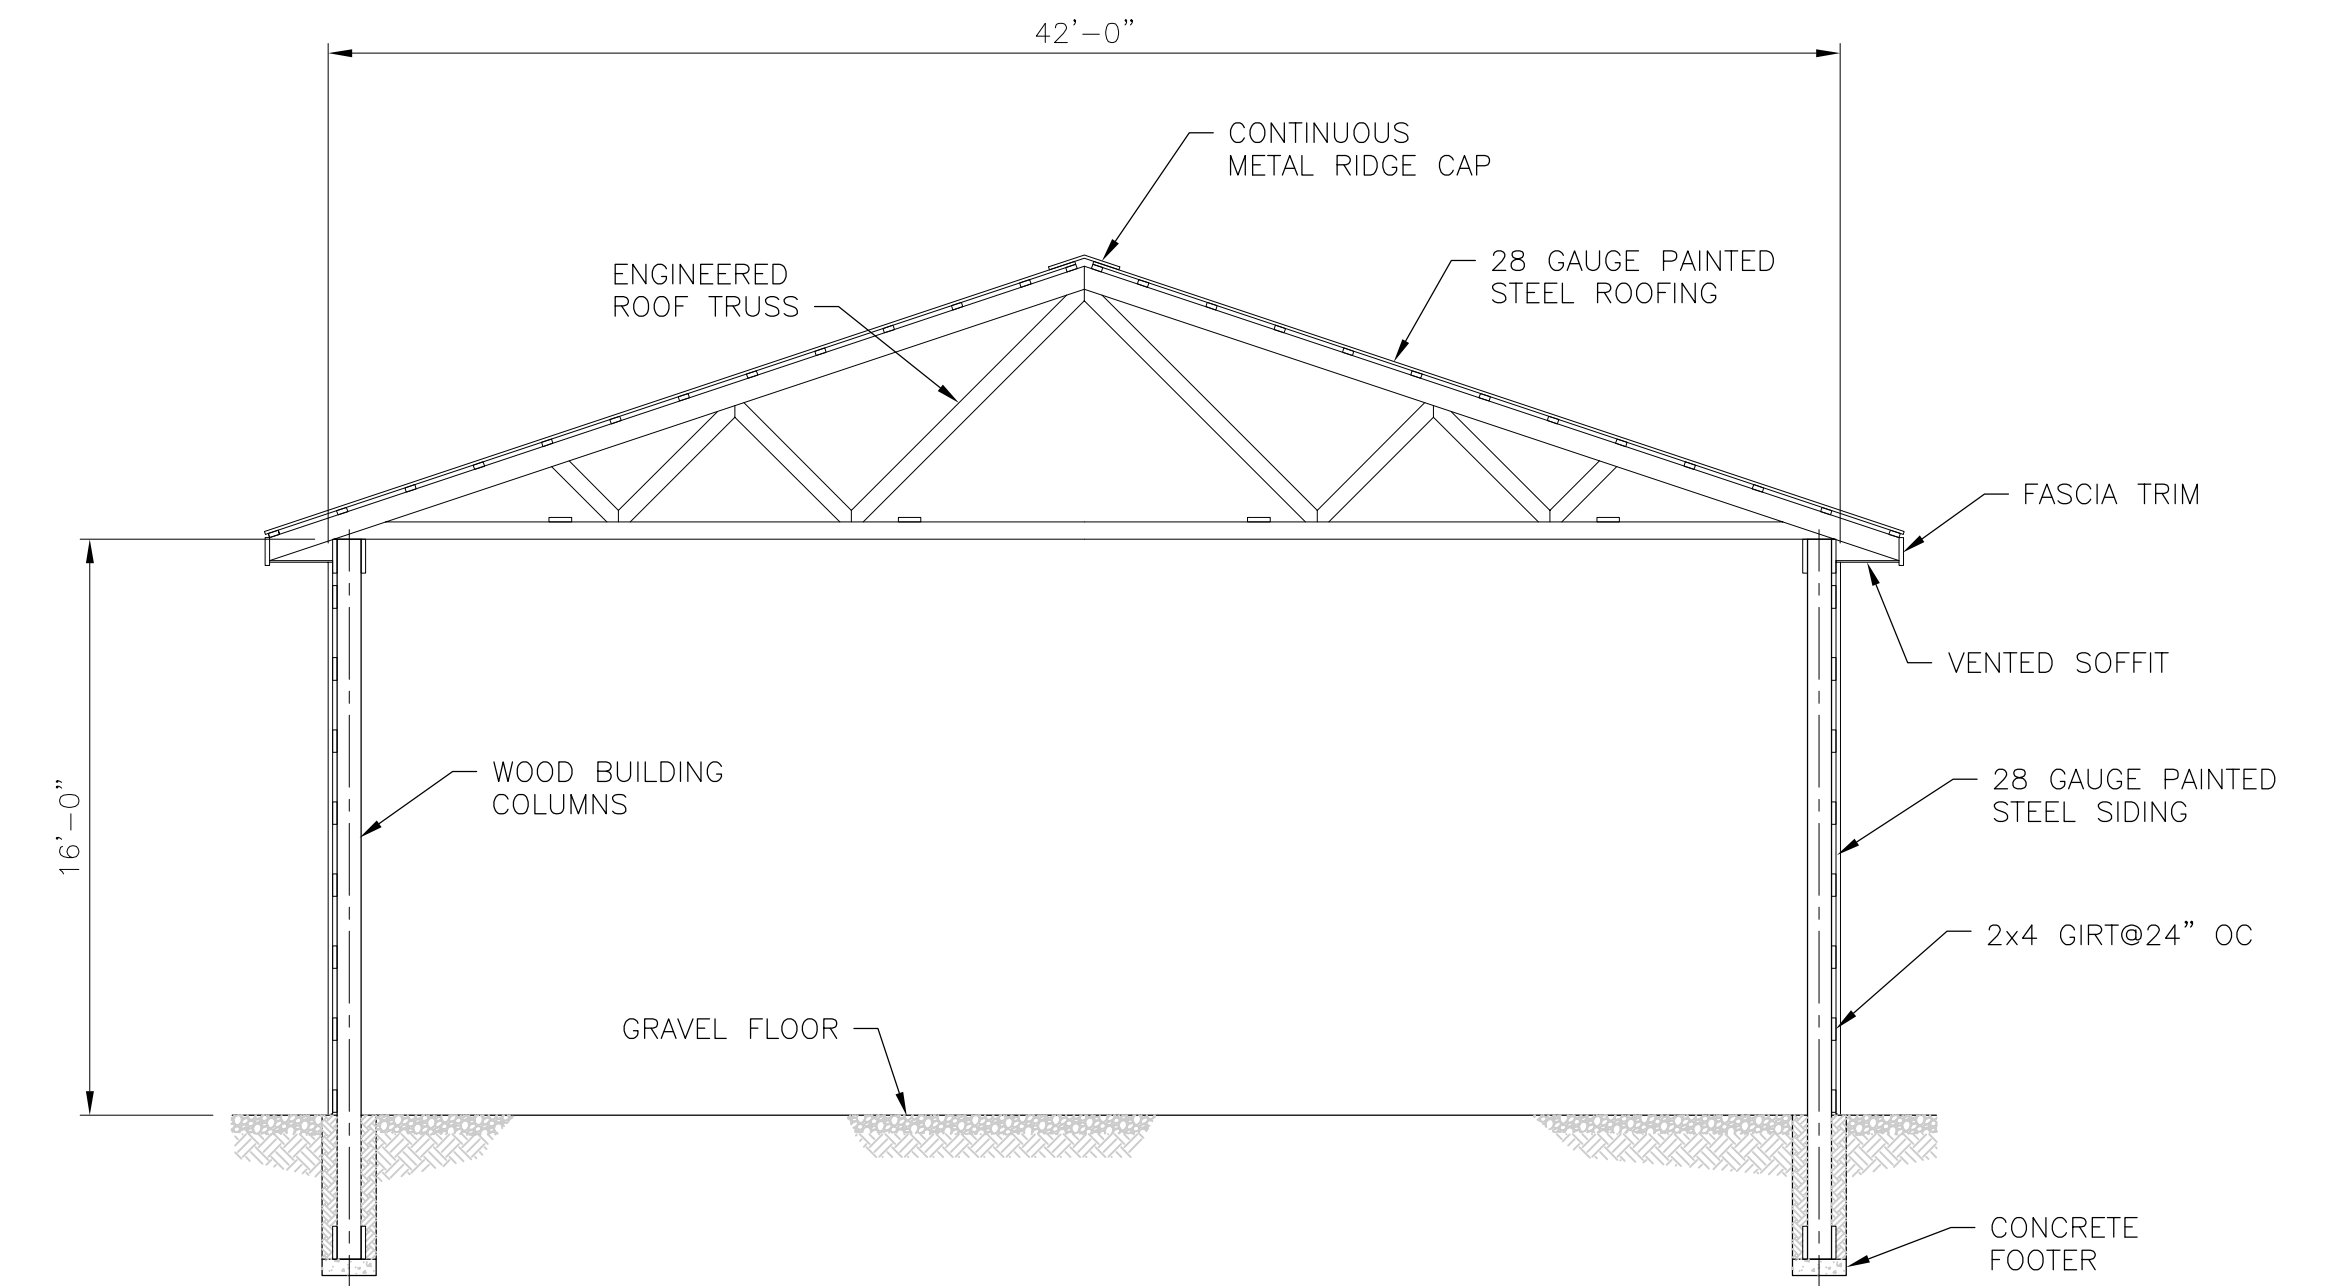 42’-0”
CONTINUOUS
METAL RIDGE CAP
ENGINEERED
ROOF TRUSS
28 GAUGE PAINTED
STEEL ROOFING
FASCIA TRIM
VENTED SOFFIT
16’-0”
WOOD BUILDING
COLUMNS
28 GAUGE PAINTED
STEEL SIDING
2x4 GIRT@24” OC
GRAVEL FLOOR
CONCRETE
FOOTER